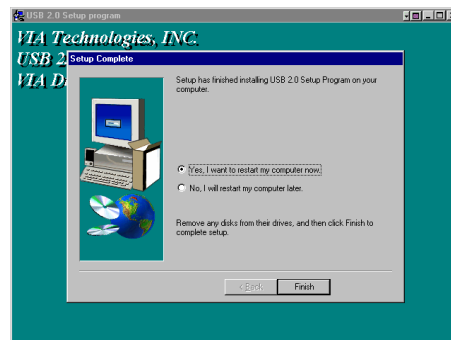 USB 2.0 Setup program
VIA Technologies, INC.
USB 2
VIA D
Setup Complete
Setup has finished installing USB 2.0 Setup Program on your
computer.
Yes, I want to restart my computer now.
No, I will restart my computer later.
Remove any disks from their drives, and then click Finish to
complete setup.
< Back
Finish